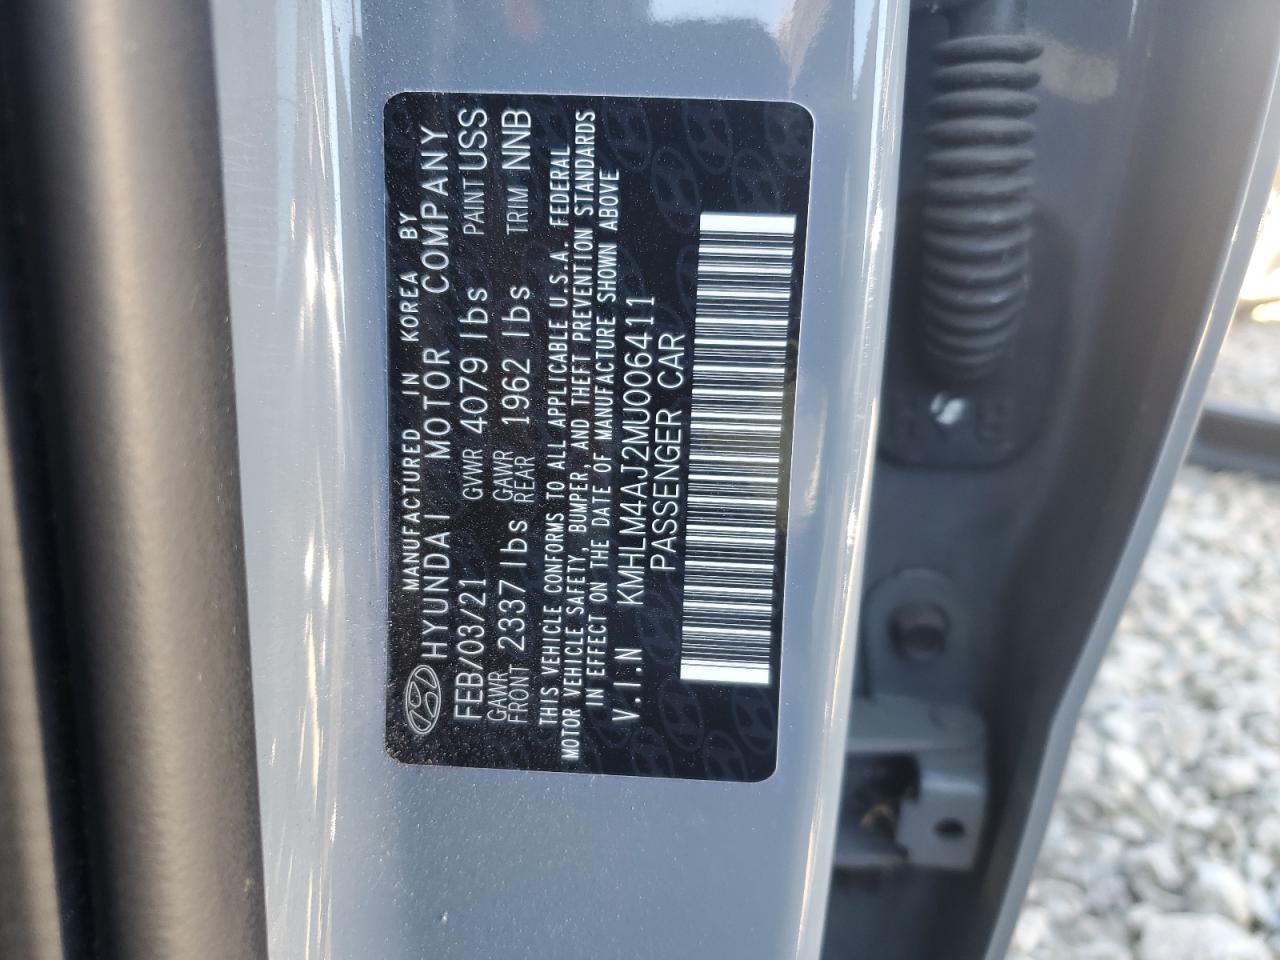 MANUFACTURED IN KOREA BY
HYUNDAI MOTOR COMPANY
FEB/03/21 GVWR 4079 lbs PAINT USS
GAWR FRONT 2337 lbs GAWR REAR 1962 lbs TRIM NNB
THIS VEHICLE CONFORMS TO ALL APPLICABLE U.S.A. FEDERAL
MOTOR VEHICLE SAFETY, BUMPER, AND THEFT PREVENTION STANDARDS
IN EFFECT ON THE DATE OF MANUFACTURE SHOWN ABOVE
V.I.N KMHLM4AJ2MU006411
PASSENGER CAR